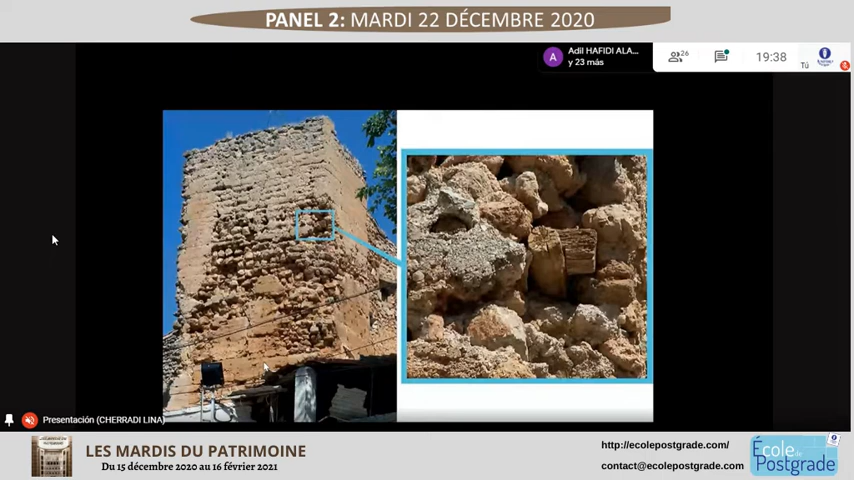 PANEL 2: MARDI 22 DÉCEMBRE 2020
A
Adil HAFIDI ALA...
y 23 más
26
19:38
Tú
Presentación (CHERRADI LINA)
LES MARDIS DU PATRIMOINE
Du 15 décembre 2020 au 16 février 2021
http://ecolepostgrade.com/
contact@ecolepostgrade.com
École de
Postgrade